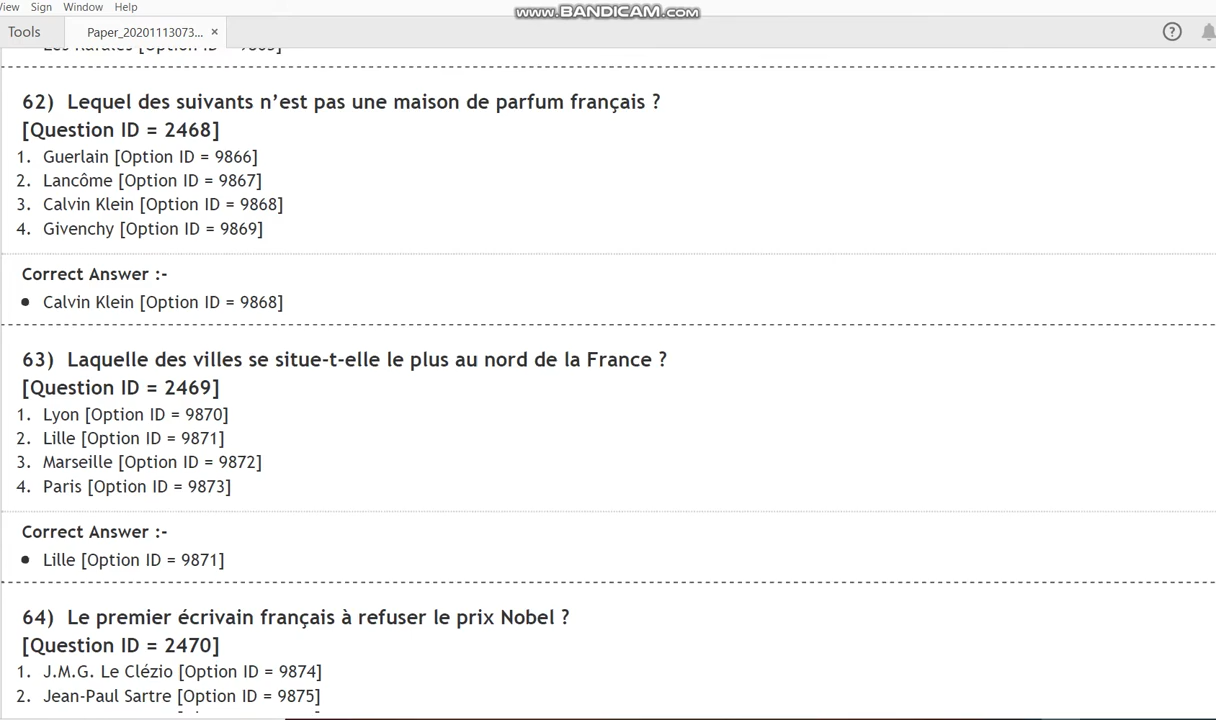 View Sign Window Help
www.BANDICAM.com
Tools Paper_20201113073... ×
62) Lequel des suivants n’est pas une maison de parfum français ?
[Question ID = 2468]
1. Guerlain [Option ID = 9866]
2. Lancôme [Option ID = 9867]
3. Calvin Klein [Option ID = 9868]
4. Givenchy [Option ID = 9869]
Correct Answer :-
• Calvin Klein [Option ID = 9868]
63) Laquelle des villes se situe-t-elle le plus au nord de la France ?
[Question ID = 2469]
1. Lyon [Option ID = 9870]
2. Lille [Option ID = 9871]
3. Marseille [Option ID = 9872]
4. Paris [Option ID = 9873]
Correct Answer :-
• Lille [Option ID = 9871]
64) Le premier écrivain français à refuser le prix Nobel ?
[Question ID = 2470]
1. J.M.G. Le Clézio [Option ID = 9874]
2. Jean-Paul Sartre [Option ID = 9875]